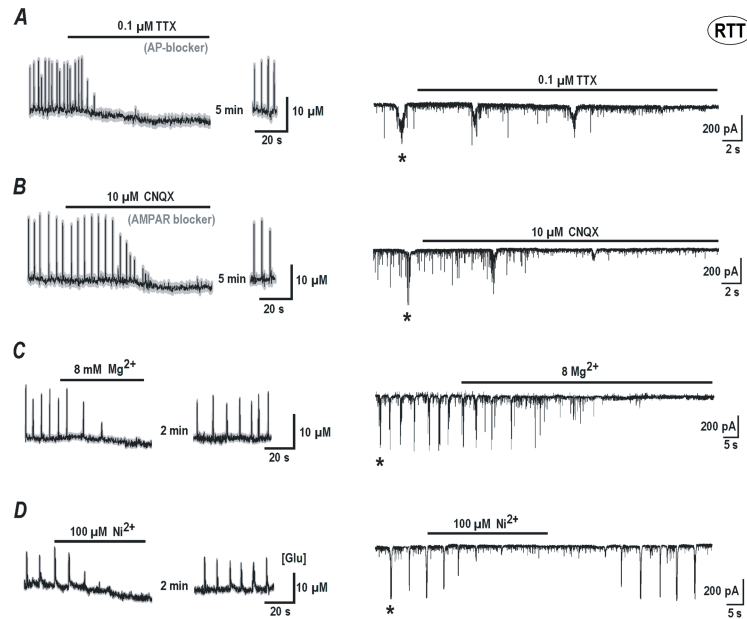 A
0.1 µM TTX
(AP-blocker)
5 min
10 µM
20 s
RTT
0.1 µM TTX
200 pA
2 s
*
B
10 µM CNQX
(AMPAR blocker)
5 min
10 µM
20 s
10 µM CNQX
200 pA
2 s
*
C
8 mM Mg2+
2 min
10 µM
20 s
8 Mg2+
200 pA
5 s
*
D
100 µM Ni2+
2 min
[Glu]
10 µM
20 s
100 µM Ni2+
200 pA
5 s
*